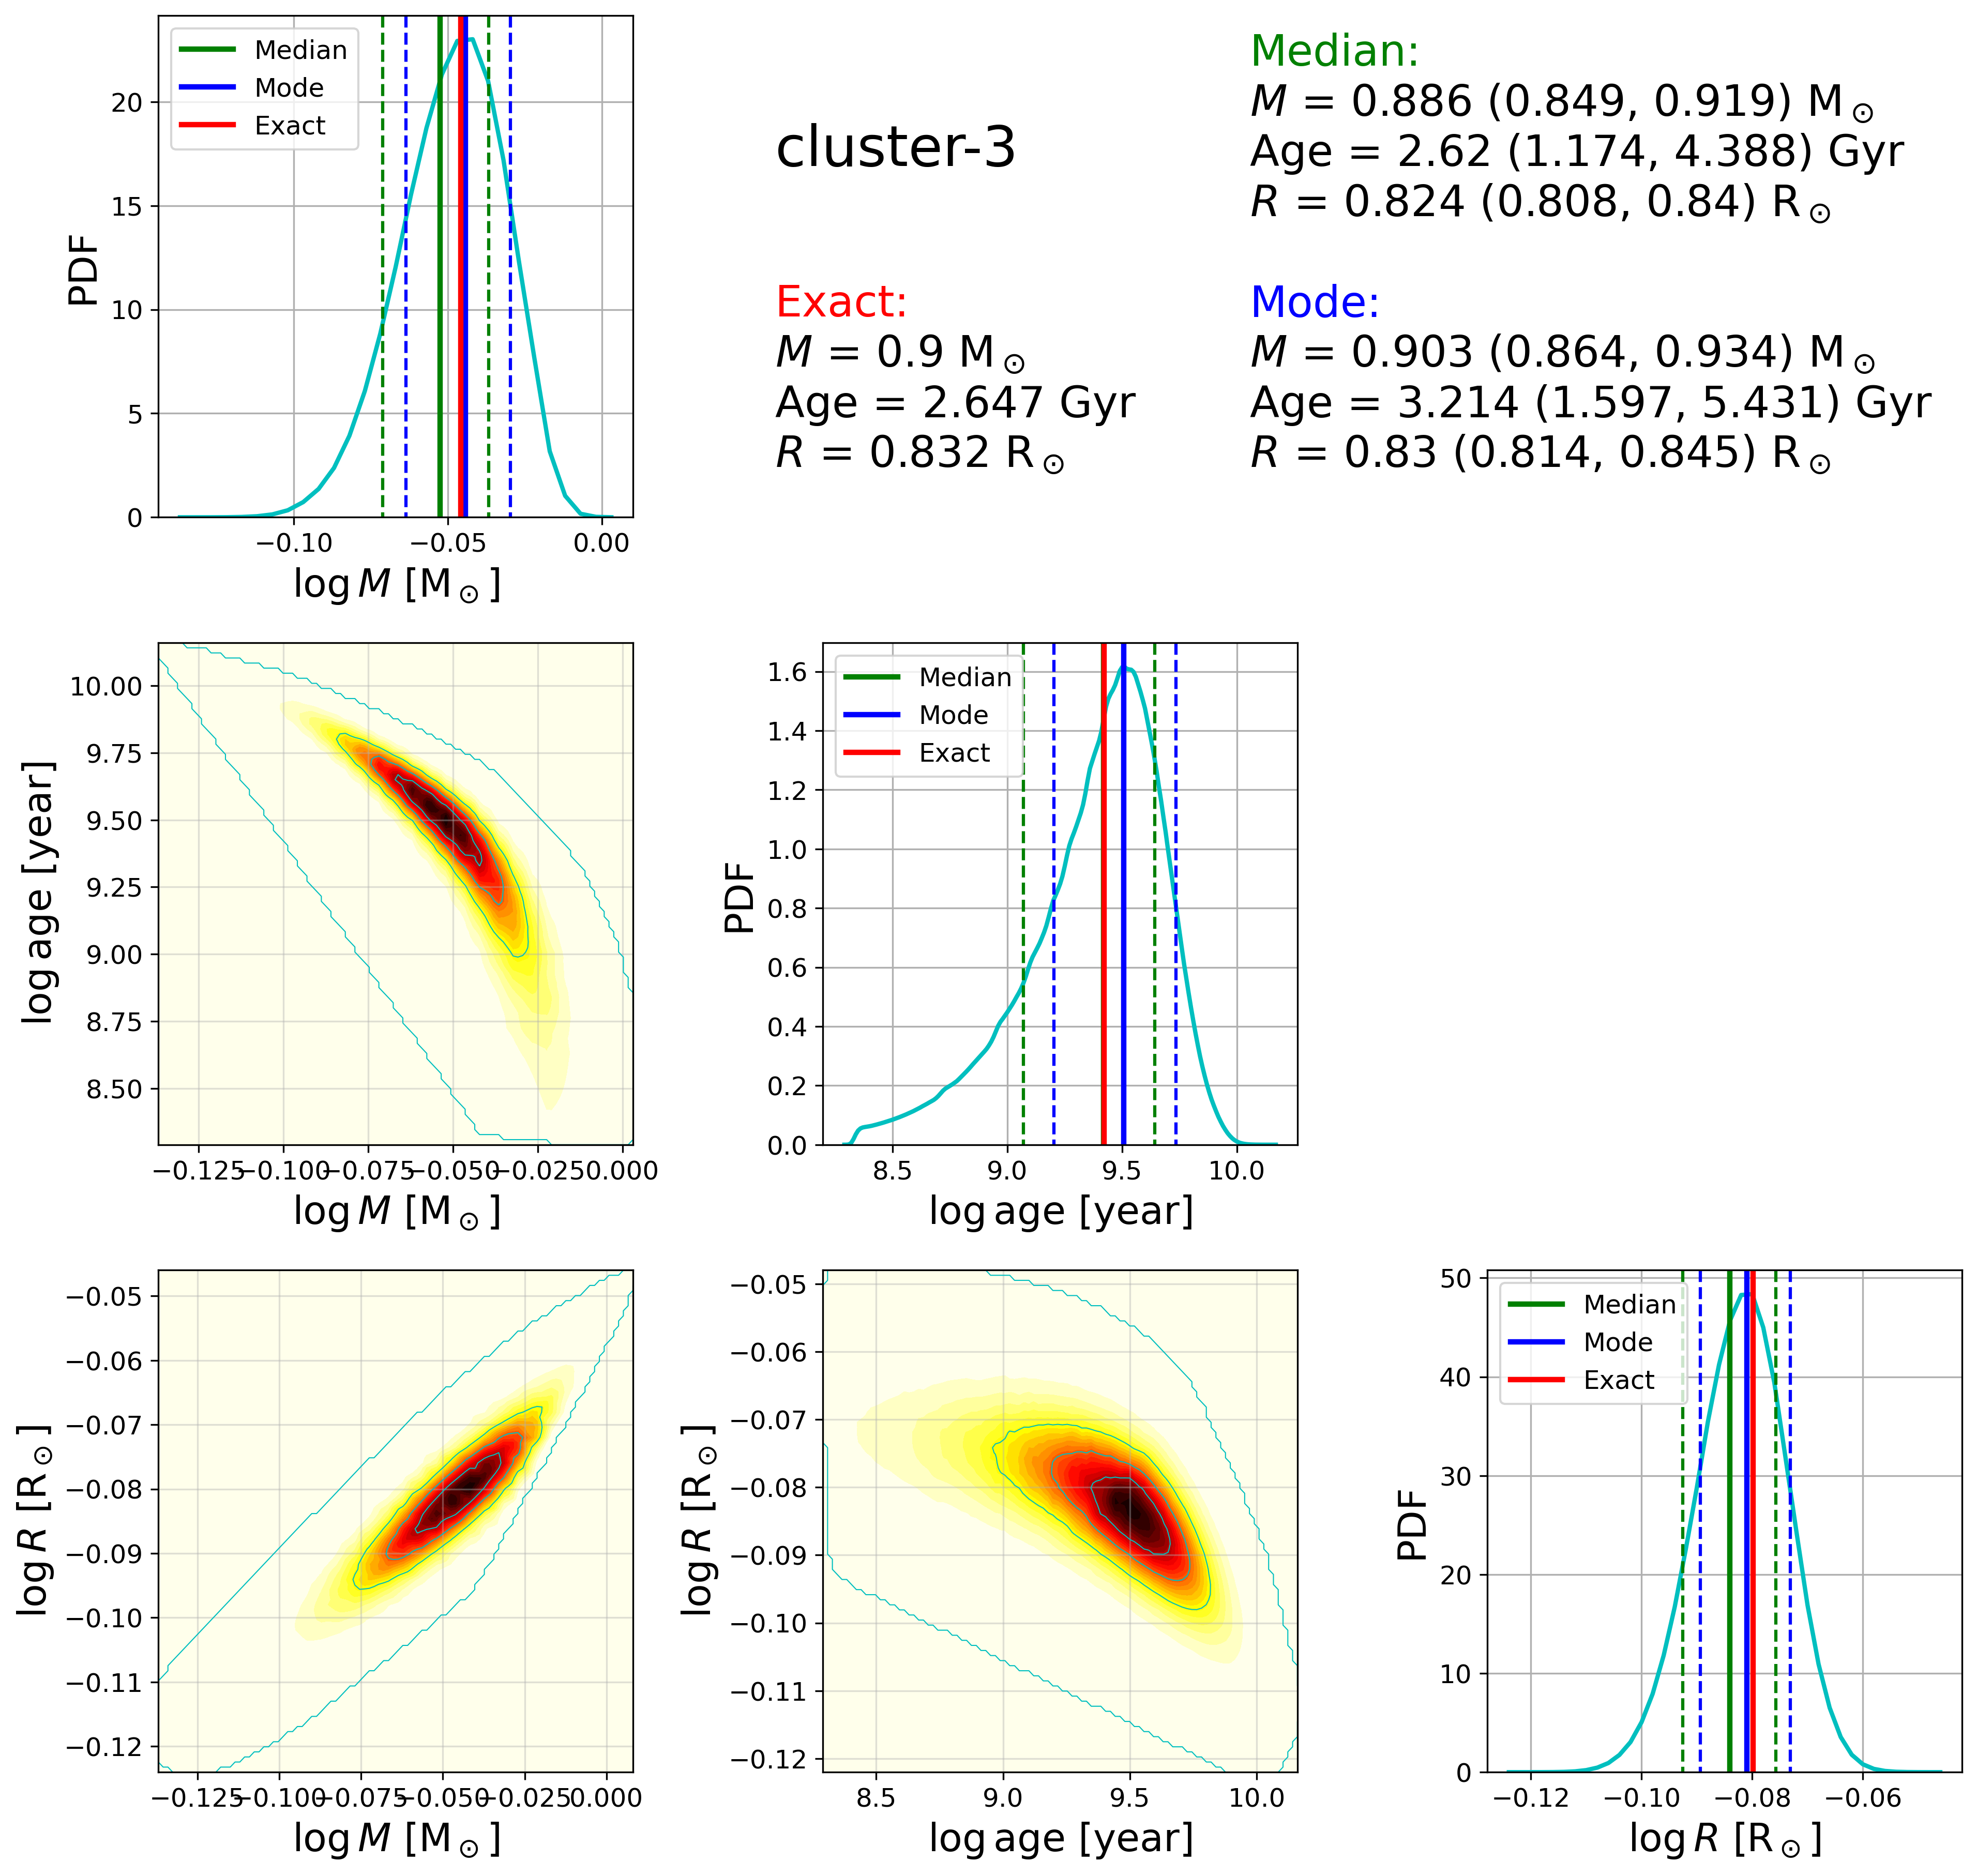 Median
Mode
Exact
20
15
10
5
0
PDF
−0.10
−0.05
0.00
log M [M⊙]
cluster-3
Median:
M = 0.886 (0.849, 0.919) M⊙
Age = 2.62 (1.174, 4.388) Gyr
R = 0.824 (0.808, 0.84) R⊙
Exact:
M = 0.9 M⊙
Age = 2.647 Gyr
R = 0.832 R⊙
Mode:
M = 0.903 (0.864, 0.934) M⊙
Age = 3.214 (1.597, 5.431) Gyr
R = 0.83 (0.814, 0.845) R⊙
10.00
9.75
9.50
9.25
9.00
8.75
8.50
log age [year]
−0.125
−0.100
−0.075
−0.050
−0.025
0.000
log M [M⊙]
Median
Mode
Exact
1.6
1.4
1.2
1.0
0.8
0.6
0.4
0.2
0.0
PDF
8.5
9.0
9.5
10.0
log age [year]
−0.05
−0.06
−0.07
−0.08
−0.09
−0.10
−0.11
−0.12
log R [R⊙]
−0.125
−0.100
−0.075
−0.050
−0.025
0.000
log M [M⊙]
−0.05
−0.06
−0.07
−0.08
−0.09
−0.10
−0.11
−0.12
log R [R⊙]
8.5
9.0
9.5
10.0
log age [year]
Median
Mode
Exact
50
40
30
20
10
0
PDF
−0.12
−0.10
−0.08
−0.06
log R [R⊙]